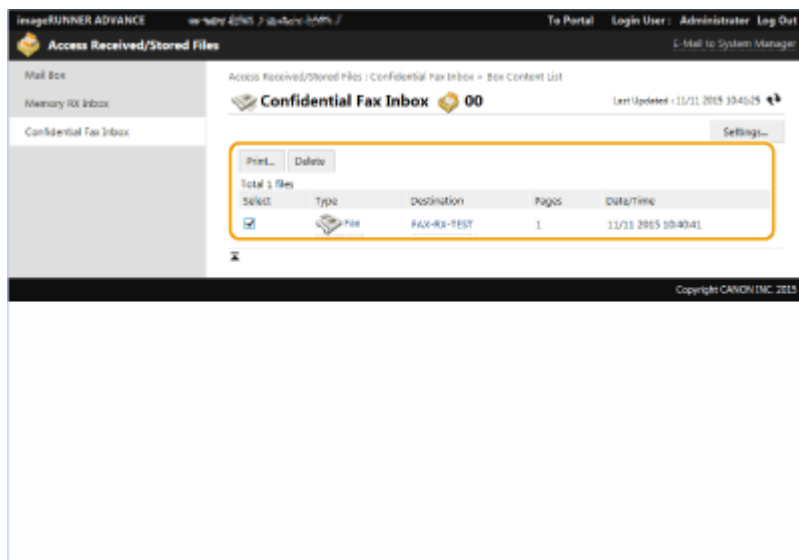 imageRUNNER ADVANCE To Portal Login User : Administrator Log Out
Access Received/Stored Files E-Mail to System Manager
Mail Box
Memory RX Inbox
Confidential Fax Inbox
Access Received/Stored Files : Confidential Fax Inbox > Box Content List
Confidential Fax Inbox 00 Last Updated : 11/11 2015 10:41:25
Settings...
Print... Delete
Total 1 files
Select Type Destination Pages Date/Time
FAX-RX-TEST 1 11/11 2015 10:40:41
Copyright CANON INC. 2015